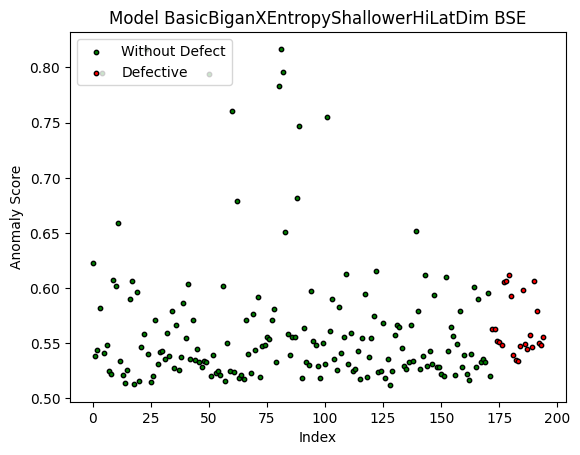 Model BasicBiganXEntropyShallowerHiLatDim BSE
Without Defect
Defective
0.80
0.75
0.70
0.65
0.60
0.55
0.50
Anomaly Score
0 25 50 75 100 125 150 175 200
Index